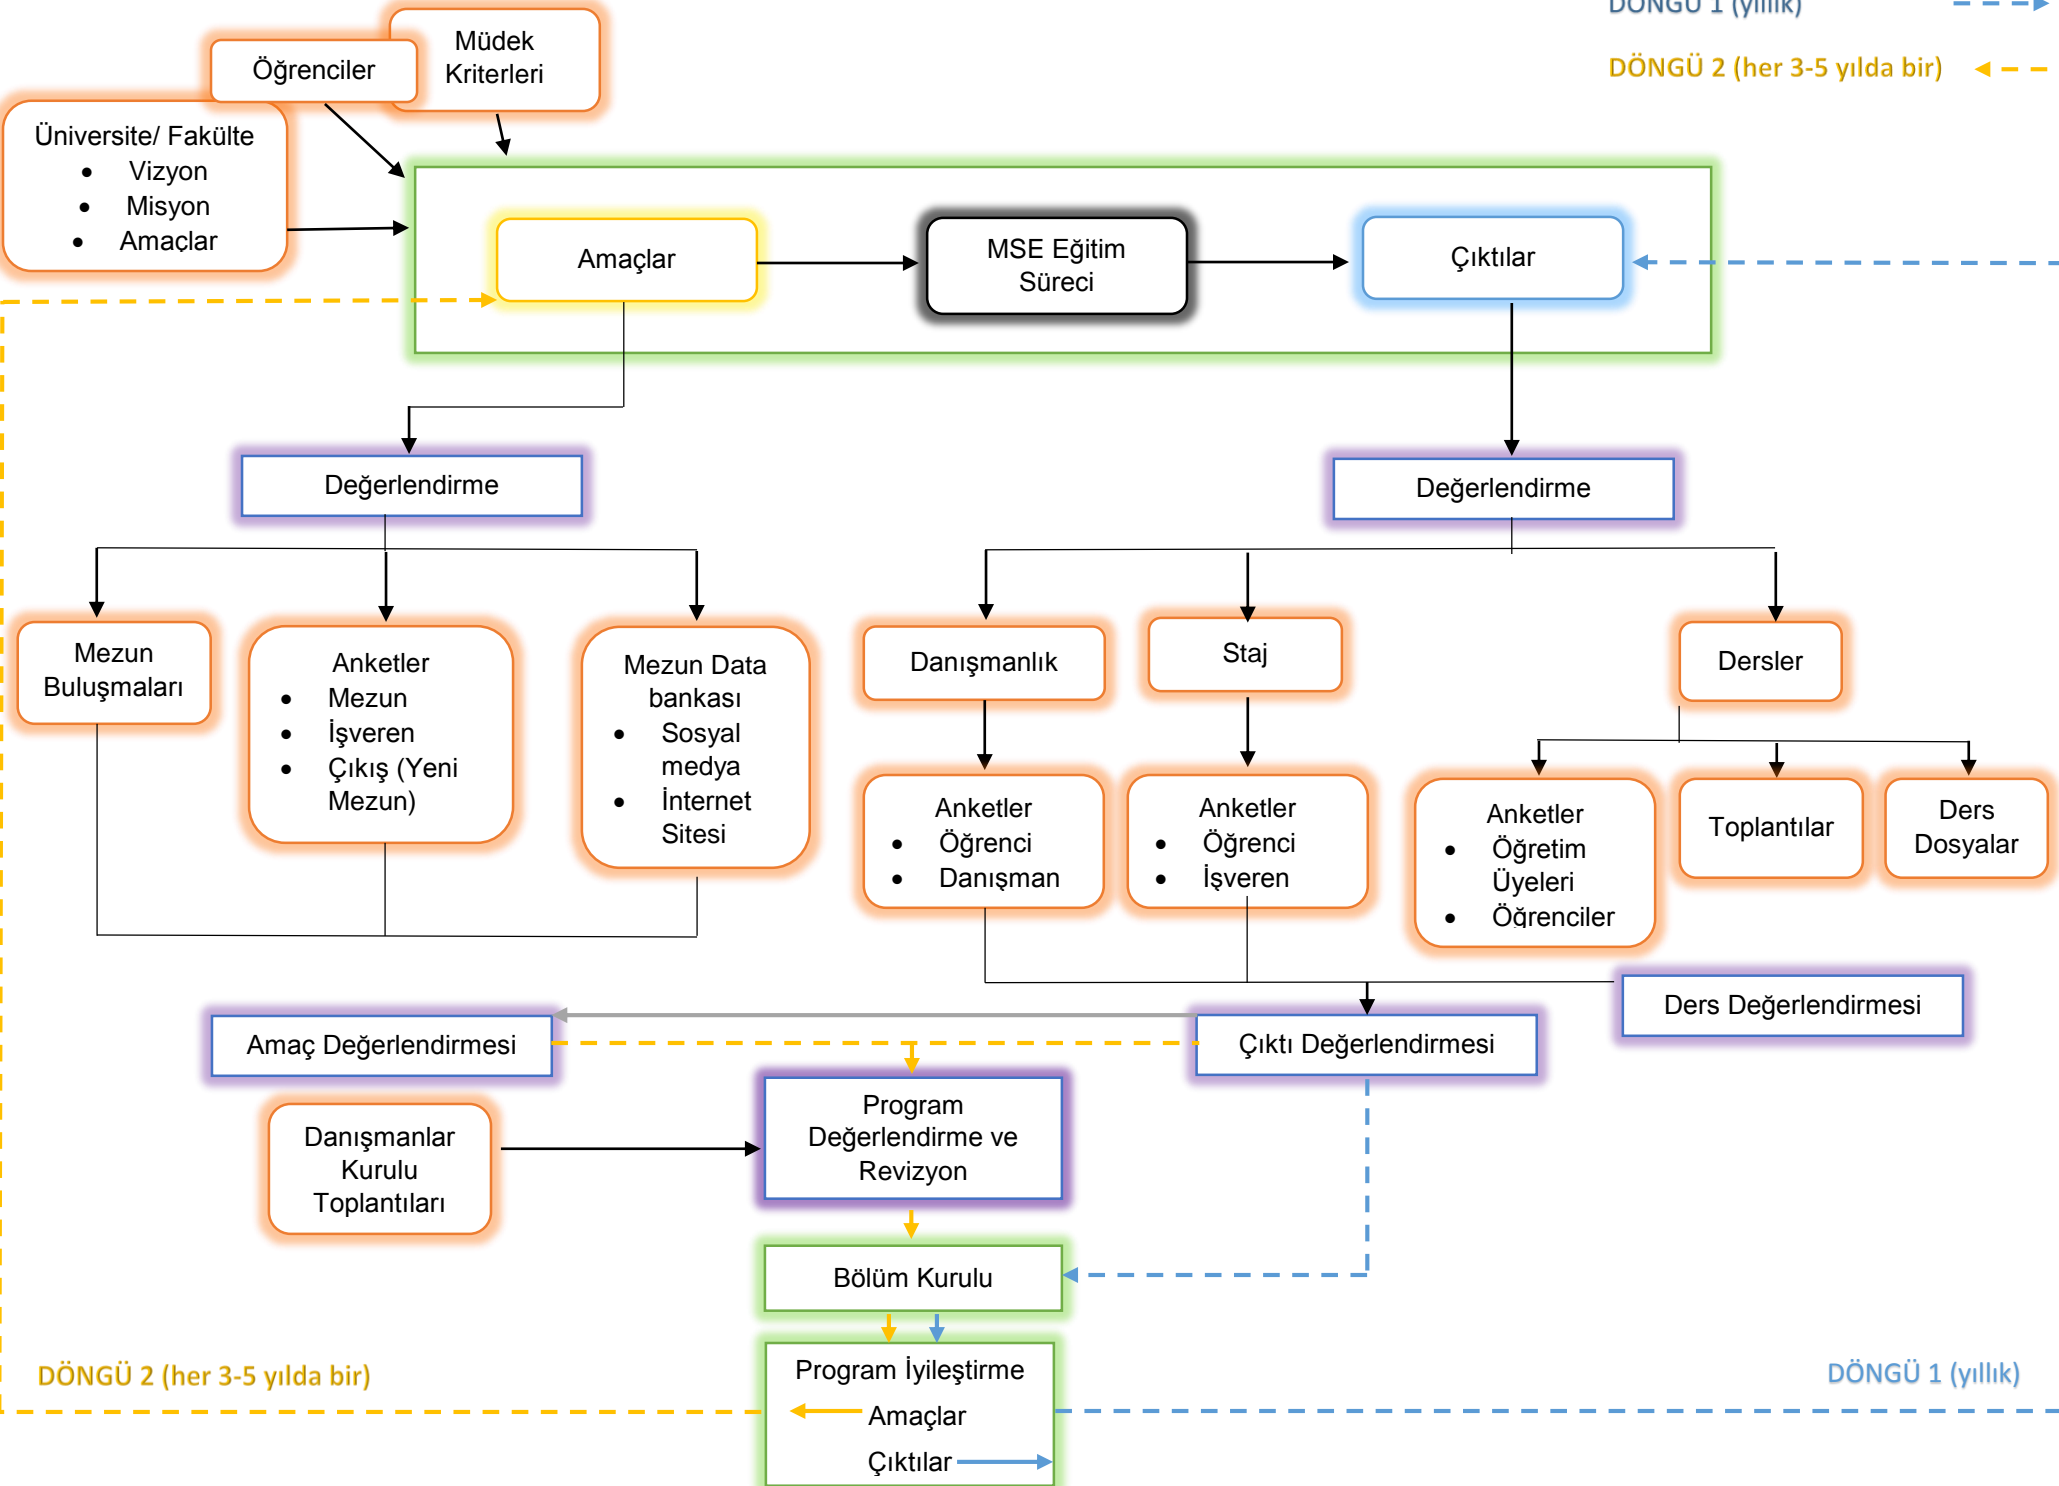 DÖNGÜ 1 (yıllık)
DÖNGÜ 2 (her 3-5 yılda bir)
Müdek
Kriterleri
Öğrenciler
Üniversite/ Fakülte
• Vizyon
• Misyon
• Amaçlar
Amaçlar
MSE Eğitim
Süreci
Çıktılar
Değerlendirme
Değerlendirme
Mezun
Buluşmaları
Anketler
• Mezun
• İşveren
• Çıkış (Yeni
Mezun)
Mezun Data
bankası
• Sosyal
medya
• İnternet
Sitesi
Danışmanlık
Staj
Dersler
Anketler
• Öğrenci
• Danışman
Anketler
• Öğrenci
• İşveren
Anketler
• Öğretim
Üyeleri
• Öğrenciler
Toplantılar
Ders
Dosyalar
Ders Değerlendirmesi
Amaç Değerlendirmesi
Çıktı Değerlendirmesi
Danışmanlar
Kurulu
Toplantıları
Program
Değerlendirme ve
Revizyon
Bölüm Kurulu
Program İyileştirme
Amaçlar
Çıktılar
DÖNGÜ 2 (her 3-5 yılda bir)
DÖNGÜ 1 (yıllık)